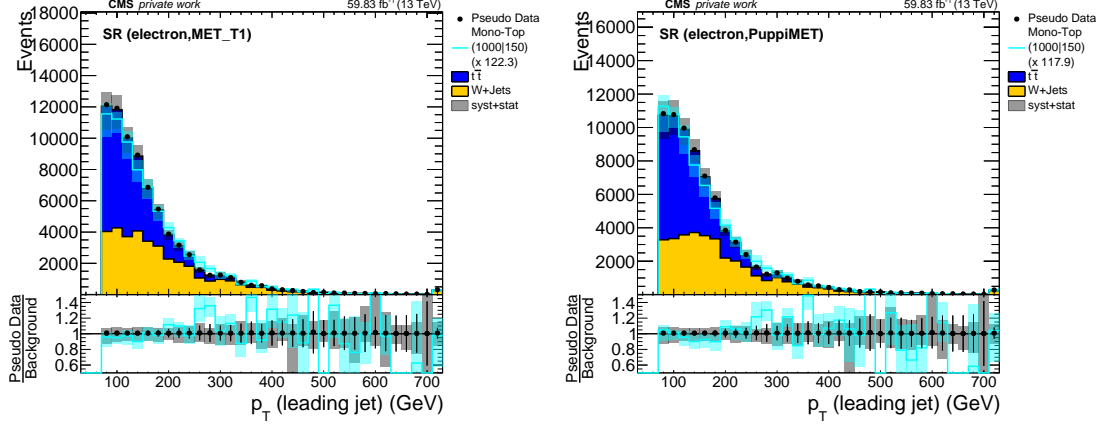 CMS private work 59.83 fb⁻¹ (13 TeV)
SR (electron,MET_T1)
Events
18000
16000
14000
12000
10000
8000
6000
4000
2000
Pseudo Data
Mono-Top
(1000|150)
(x 122.3)
tt̅
W+Jets
syst+stat
Pseudo Data
Background
1.4
1.2
1
0.8
0.6
100 200 300 400 500 600 700
p_T (leading jet) (GeV)
CMS private work 59.83 fb⁻¹ (13 TeV)
SR (electron,PuppiMET)
Events
16000
14000
12000
10000
8000
6000
4000
2000
Pseudo Data
Mono-Top
(1000|150)
(x 117.9)
tt̅
W+Jets
syst+stat
Pseudo Data
Background
1.4
1.2
1
0.8
0.6
100 200 300 400 500 600 700
p_T (leading jet) (GeV)